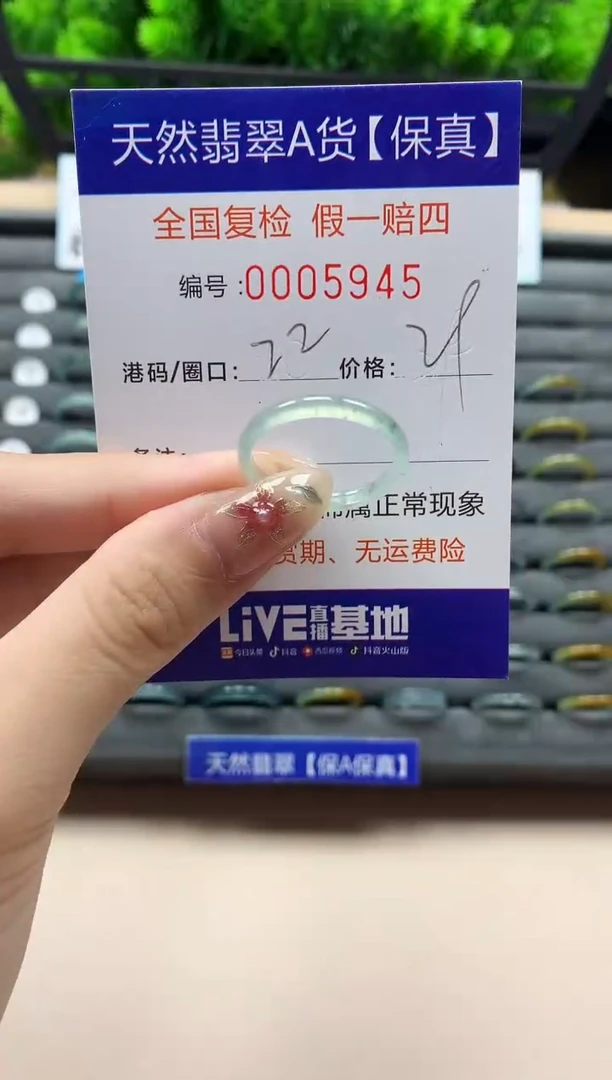 天然翡翠A货【保真】
全国复检 假一赔四
编号:0005945
港码/圈口: 22 价格:
备注:
属正常现象
货期、无运费险
LiVE直播基地
今日头条 抖音 西瓜视频 抖音火山版
天然翡翠【保A保真】